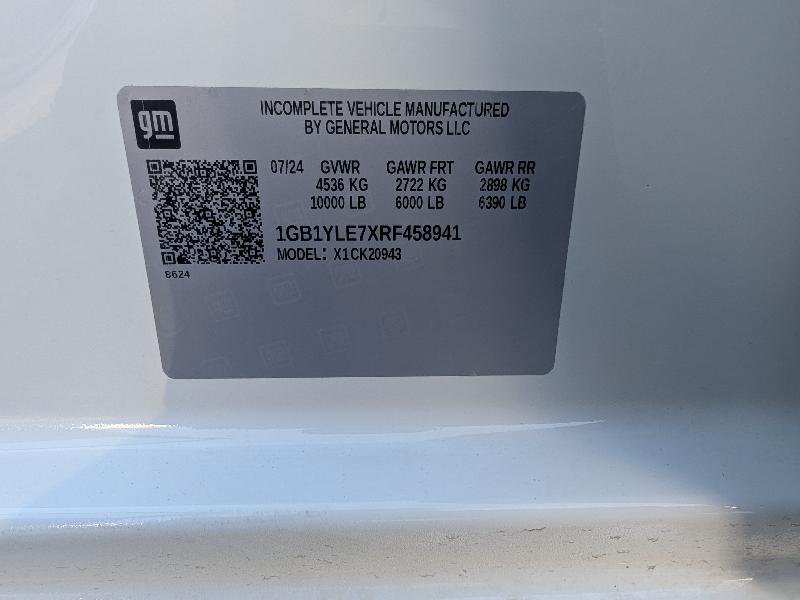 gm
INCOMPLETE VEHICLE MANUFACTURED
BY GENERAL MOTORS LLC
07/24 GVWR GAWR FRT GAWR RR
4536 KG 2722 KG 2898 KG
10000 LB 6000 LB 6390 LB
1GB1YLE7XRF458941
MODEL: X1CK20943
8624